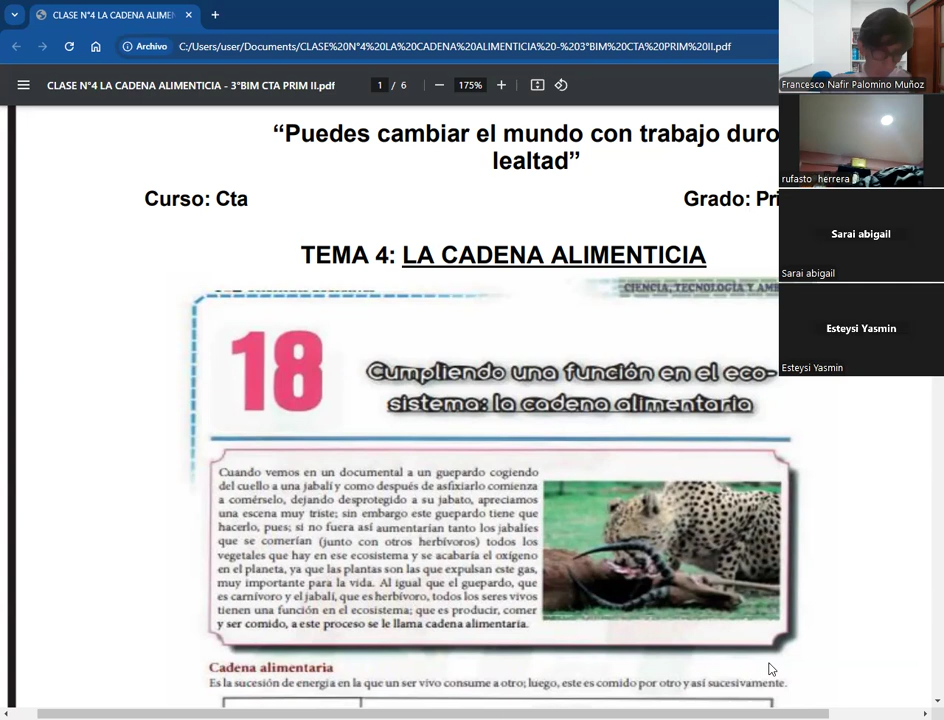 CLASE N°4 LA CADENA ALIMEN
Archivo
C:/Users/user/Documents/CLASE%20N°4%20LA%20CADENA%20ALIMENTICIA%20-%203°BIM%20CTA%20PRIM%20II.pdf
CLASE N°4 LA CADENA ALIMENTICIA - 3°BIM CTA PRIM II.pdf
1 / 6
175%
“Puedes cambiar el mundo con trabajo duro
lealtad”
Curso: Cta
Grado: Pri
TEMA 4: LA CADENA ALIMENTICIA
CIENCIA, TECNOLOGÍA Y AMB
18
Cumpliendo una función en el eco-
sistema: la cadena alimentaria
Cuando vemos en un documental a un guepardo cogiendo
del cuello a una jabalí y como después de asfixiarlo comienza
a comérselo, dejando desprotegido a su jabato, apreciamos
una escena muy triste; sin embargo este guepardo tiene que
hacerlo, pues; si no fuera así aumentarían tanto los jabalíes
que se comerían (junto con otros herbívoros) todos los
vegetales que hay en ese ecosistema y se acabaría el oxígeno
en el planeta, ya que las plantas son las que expulsan este gas,
muy importante para la vida. Al igual que el guepardo, que
es carnívoro y el jabalí, que es herbívoro, todos los seres vivos
tienen una función en el ecosistema; que es producir, comer
y ser comido, a este proceso se le llama cadena alimentaria.
Cadena alimentaria
Es la sucesión de energía en la que un ser vivo consume a otro; luego, este es comido por otro y así sucesivamente.
Francesco Nafir Palomino Muñoz
rufasto herrera
Sarai abigail
Sarai abigail
Esteysi Yasmin
Esteysi Yasmin